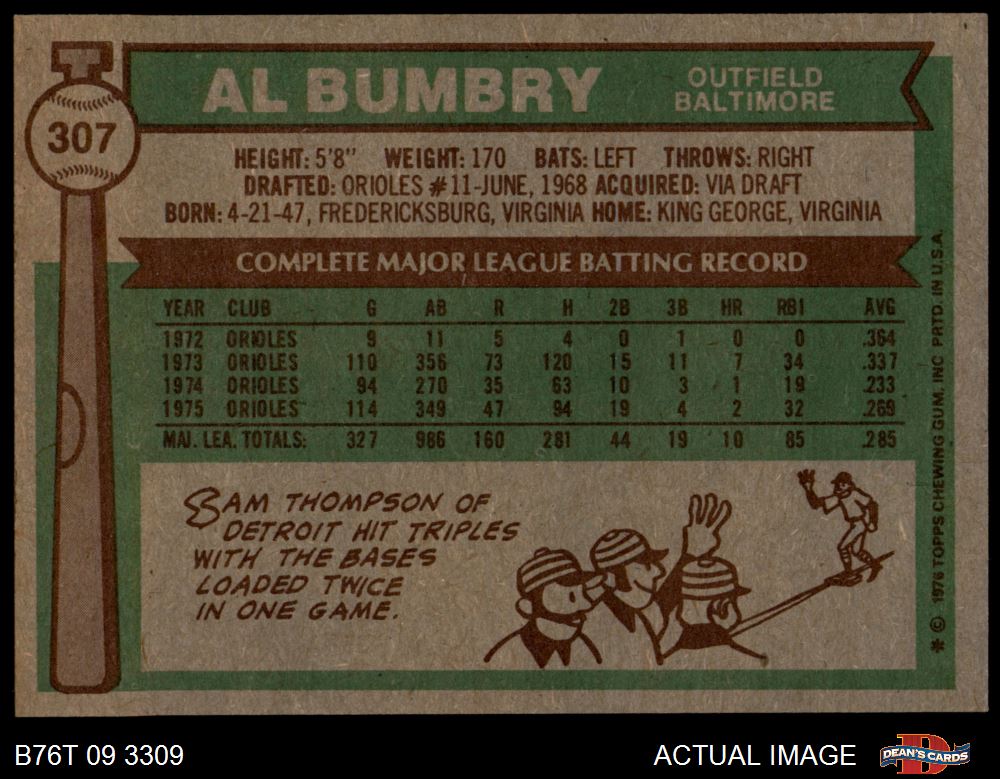 T
307
AL BUMBRY
OUTFIELD
BALTIMORE
HEIGHT: 5'8" WEIGHT: 170 BATS: LEFT THROWS: RIGHT
DRAFTED: ORIOLES #11-JUNE, 1968 ACQUIRED: VIA DRAFT
BORN: 4-21-47, FREDERICKSBURG, VIRGINIA HOME: KING GEORGE, VIRGINIA
COMPLETE MAJOR LEAGUE BATTING RECORD
YEAR CLUB G AB R H 2B 3B HR RBI AVG
1972 ORIOLES 9 11 5 4 0 1 0 0 .364
1973 ORIOLES 110 356 73 120 15 11 7 34 .337
1974 ORIOLES 94 270 35 63 10 3 1 19 .233
1975 ORIOLES 114 349 47 94 19 4 2 32 .269
MAJ. LEA. TOTALS: 327 986 160 281 44 19 10 85 .285
SAM THOMPSON OF
DETROIT HIT TRIPLES
WITH THE BASES
LOADED TWICE
IN ONE GAME.
* © 1976 TOPPS CHEWING GUM, INC PRTD. IN U.S.A.
B76T 09 3309
ACTUAL IMAGE
D
DEAN'S CARDS